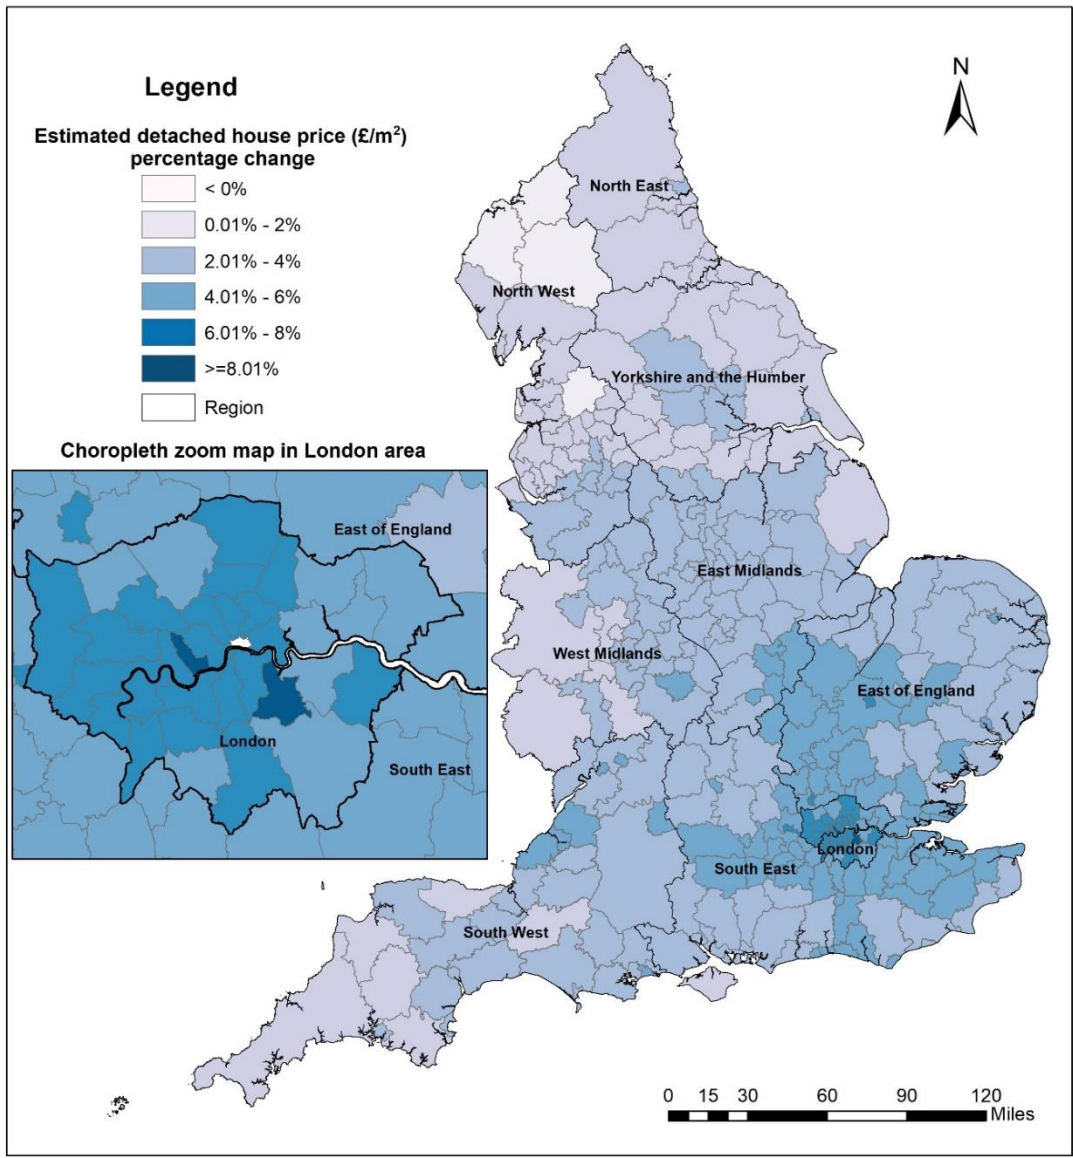 Legend
Estimated detached house price (£/m²)
percentage change
< 0%
0.01% - 2%
2.01% - 4%
4.01% - 6%
6.01% - 8%
>=8.01%
Region
Choropleth zoom map in London area
East of England
London
South East
N
North East
North West
Yorkshire and the Humber
East Midlands
West Midlands
East of England
London
South East
South West
0 15 30 60 90 120
Miles